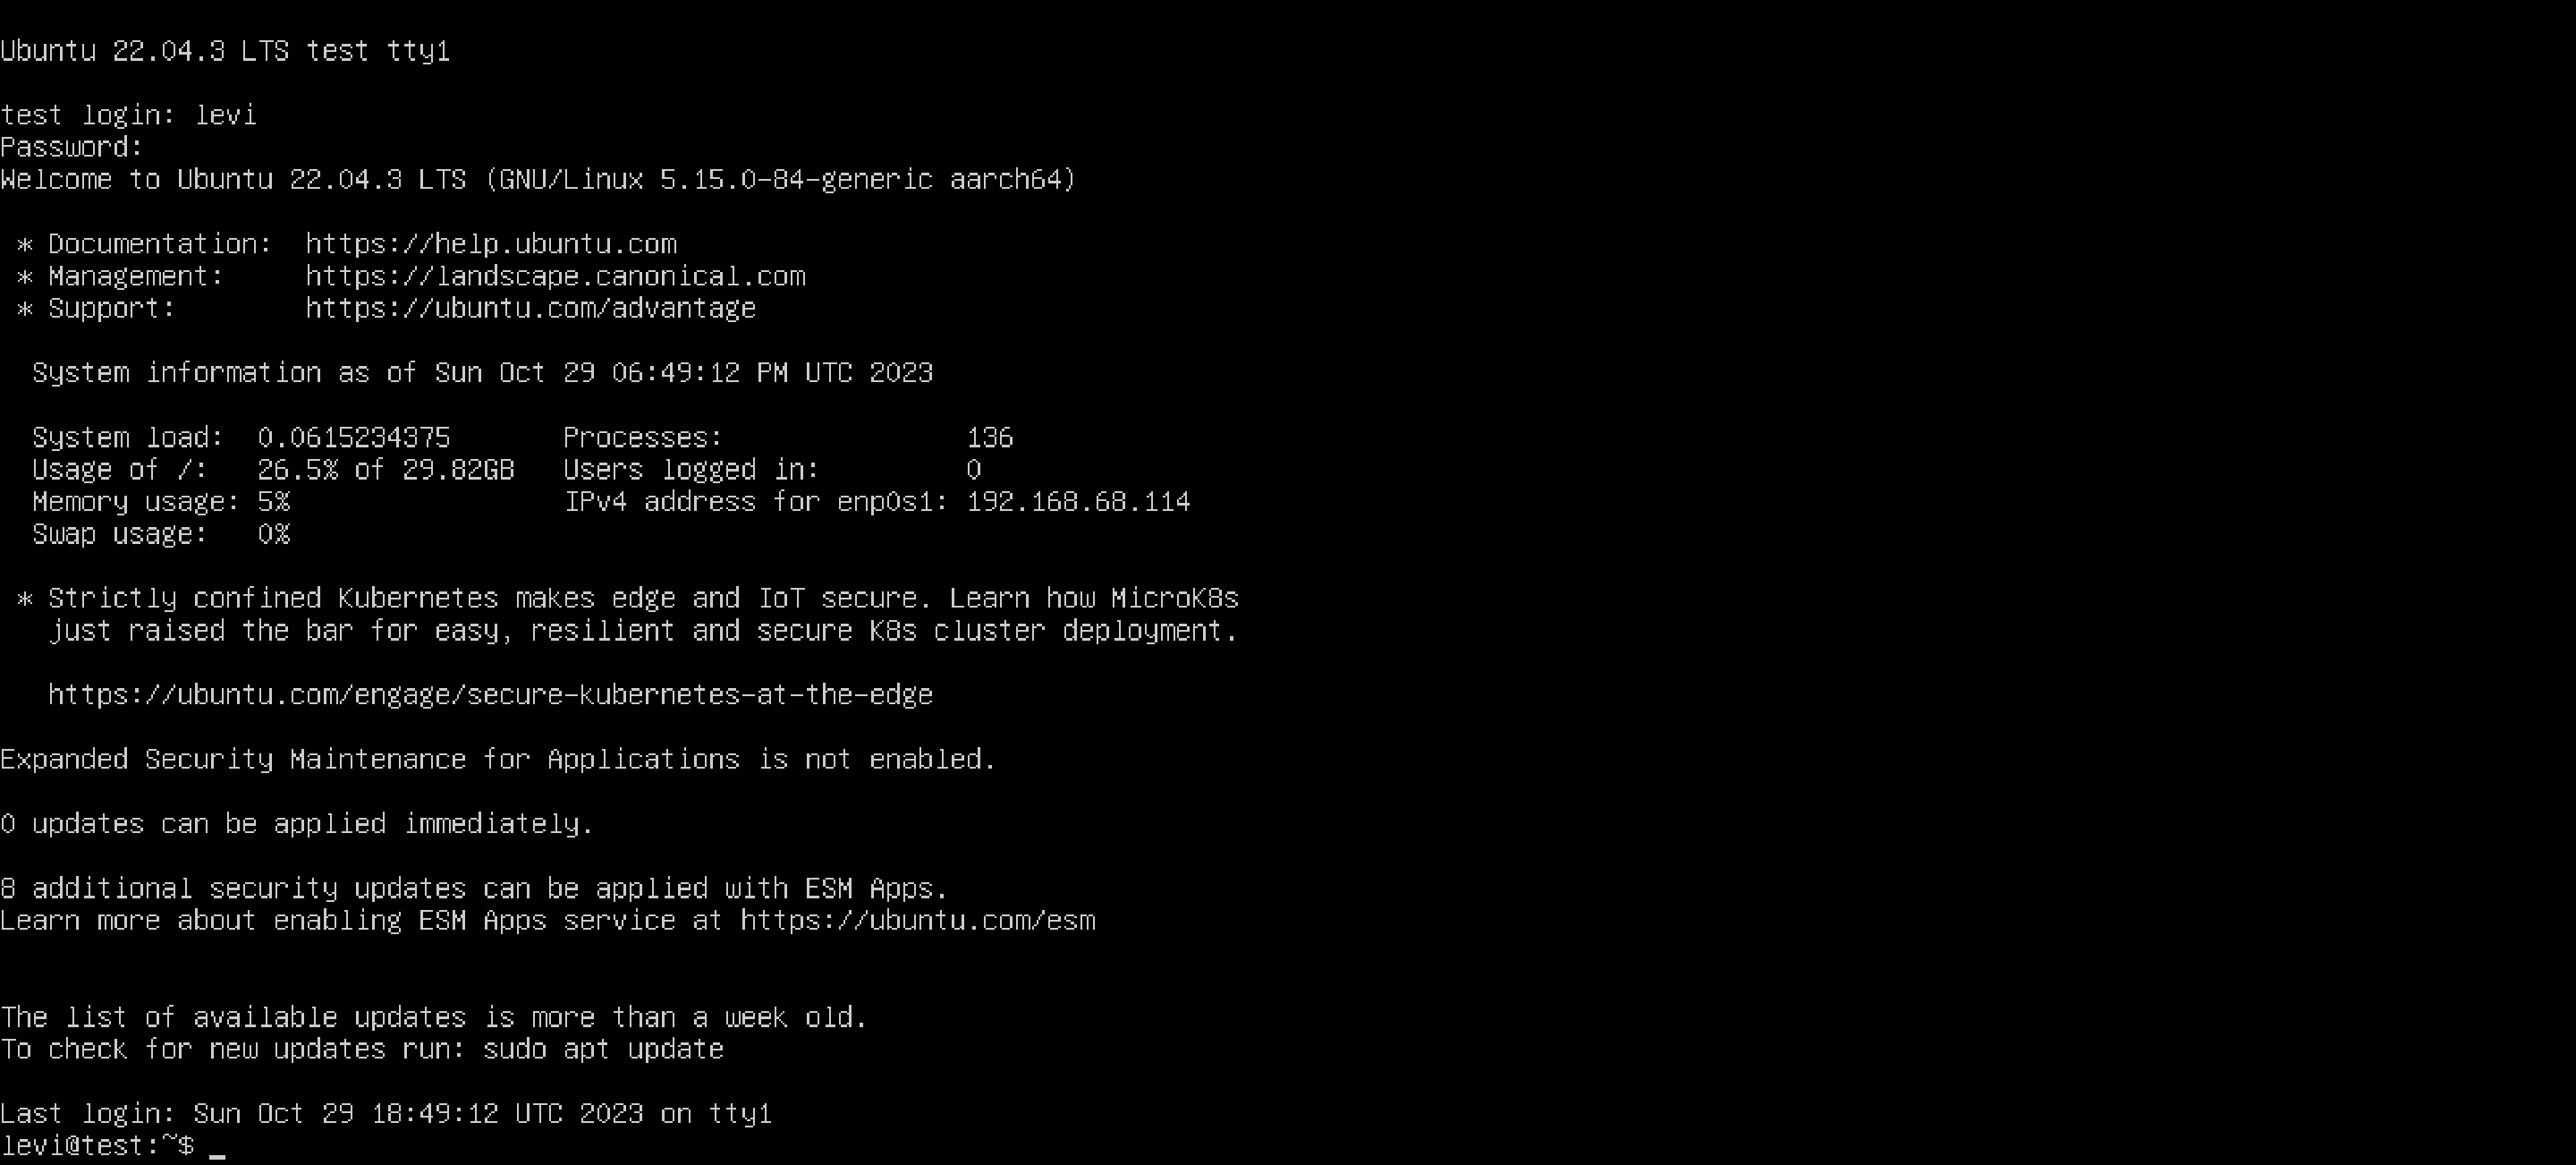 Ubuntu 22.04.3 LTS test tty1
test login: levi
Password:
Welcome to Ubuntu 22.04.3 LTS (GNU/Linux 5.15.0-84-generic aarch64)
* Documentation:  https://help.ubuntu.com
* Management:     https://landscape.canonical.com
* Support:        https://ubuntu.com/advantage
System information as of Sun Oct 29 06:49:12 PM UTC 2023
System load:  0.0615234375       Processes:               136
Usage of /:   26.5% of 29.82GB   Users logged in:         0
Memory usage: 5%                 IPv4 address for enp0s1: 192.168.68.114
Swap usage:   0%
* Strictly confined Kubernetes makes edge and IoT secure. Learn how MicroK8s
just raised the bar for easy, resilient and secure K8s cluster deployment.
https://ubuntu.com/engage/secure-kubernetes-at-the-edge
Expanded Security Maintenance for Applications is not enabled.
0 updates can be applied immediately.
8 additional security updates can be applied with ESM Apps.
Learn more about enabling ESM Apps service at https://ubuntu.com/esm
The list of available updates is more than a week old.
To check for new updates run: sudo apt update
Last login: Sun Oct 29 18:49:12 UTC 2023 on tty1
levi@test:~$ _